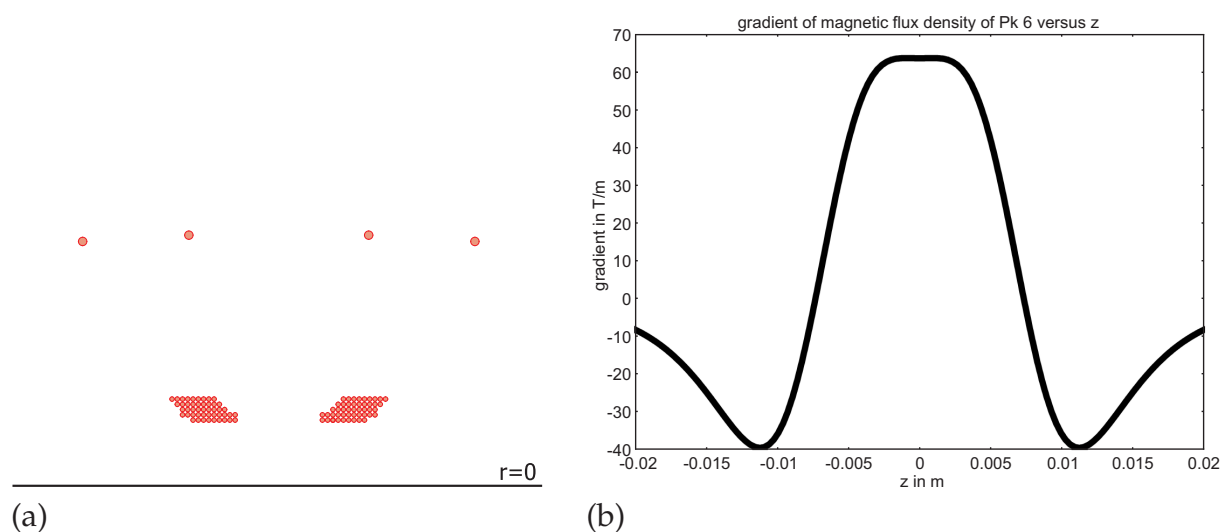 r=0
(a)
gradient of magnetic flux density of Pk 6 versus z
gradient in T/m
70
60
50
40
30
20
10
0
-10
-20
-30
-40
-0.02 -0.015 -0.01 -0.005 0 0.005 0.01 0.015 0.02
z in m
(b)